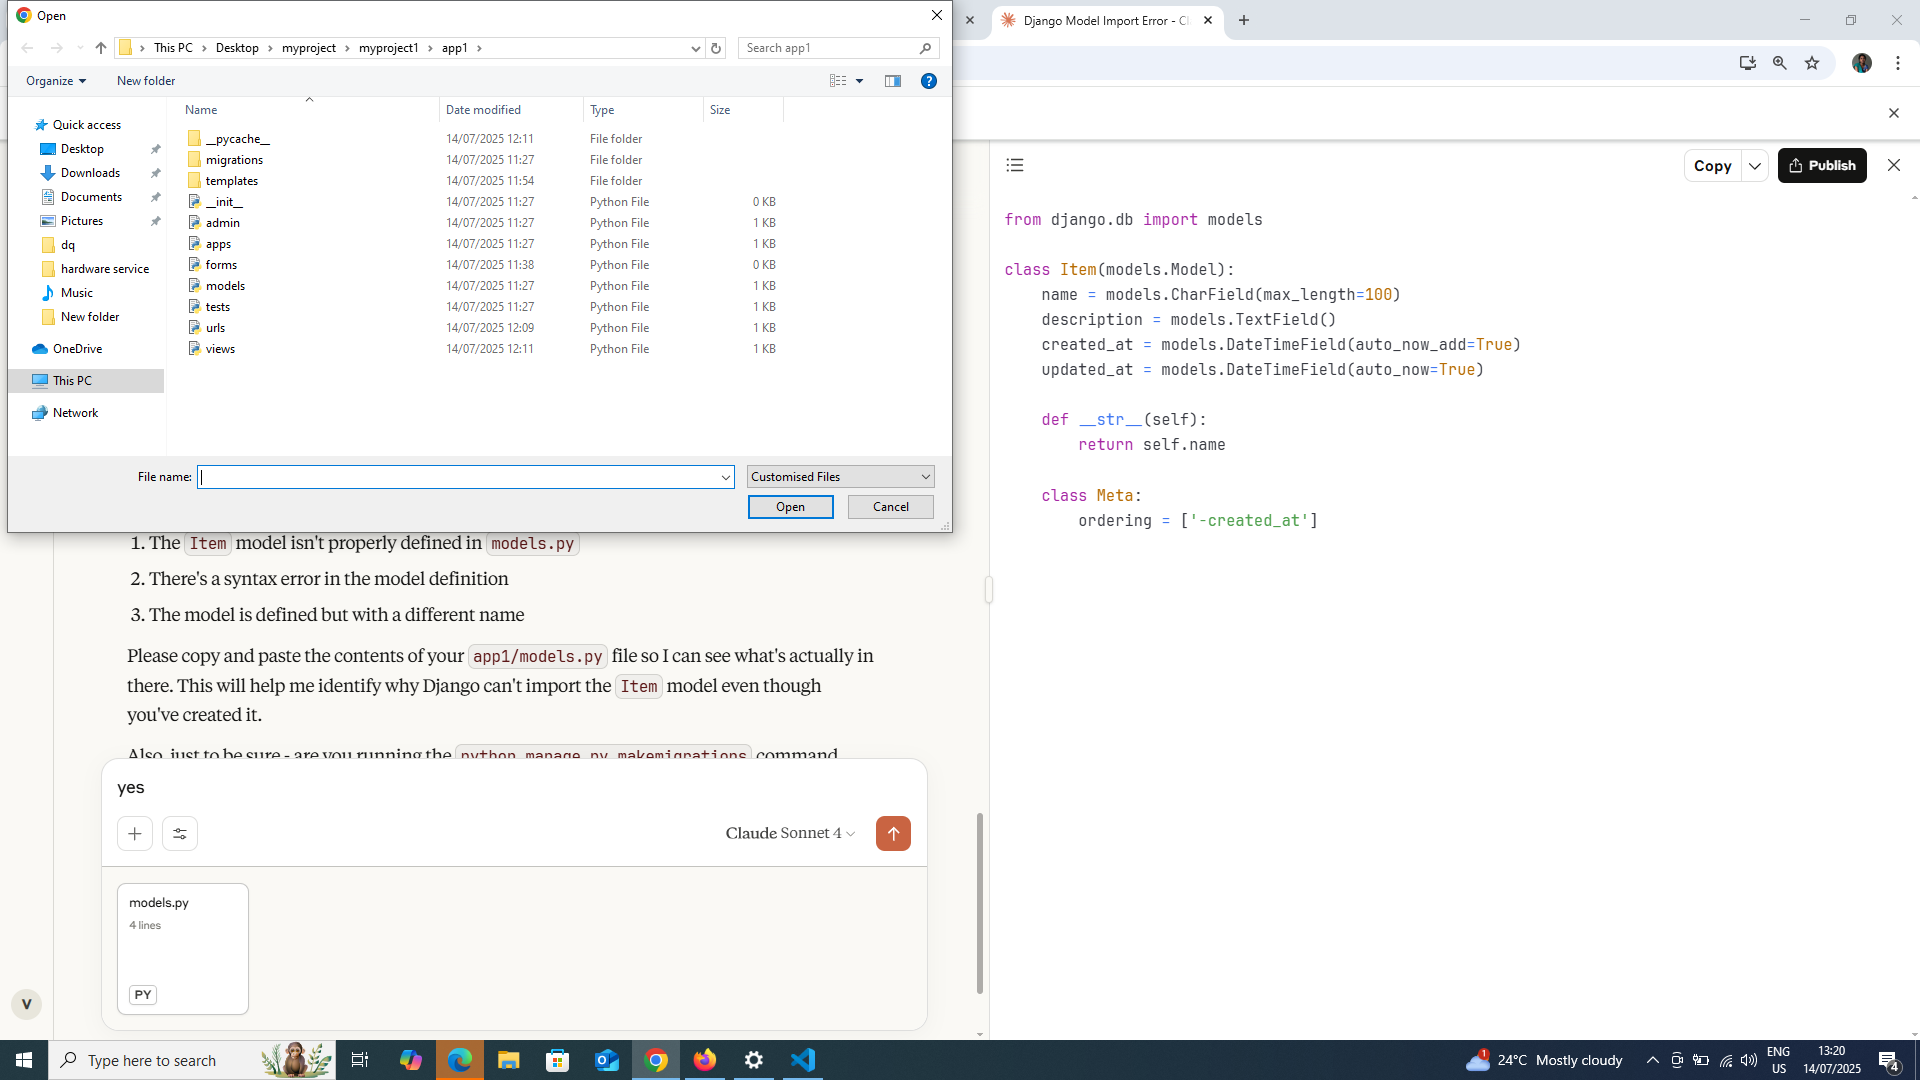 Open
Django Model Import Error - Cl
This PC > Desktop > myproject > myproject1 > app1 >
Search app1
Organize
New folder
Name
Date modified
Type
Size
Quick access
Desktop
Downloads
Documents
Pictures
dq
hardware service
Music
New folder
OneDrive
This PC
Network
__pycache__ 14/07/2025 12:11 File folder
migrations 14/07/2025 11:27 File folder
templates 14/07/2025 11:54 File folder
__init__ 14/07/2025 11:27 Python File 0 KB
admin 14/07/2025 11:27 Python File 1 KB
apps 14/07/2025 11:27 Python File 1 KB
forms 14/07/2025 11:38 Python File 0 KB
models 14/07/2025 11:27 Python File 1 KB
tests 14/07/2025 11:27 Python File 1 KB
urls 14/07/2025 12:09 Python File 1 KB
views 14/07/2025 12:11 Python File 1 KB
File name:
Customised Files
Open
Cancel
1. The Item model isn't properly defined in models.py
2. There's a syntax error in the model definition
3. The model is defined but with a different name
Please copy and paste the contents of your app1/models.py file so I can see what's actually in
there. This will help me identify why Django can't import the Item model even though
you've created it.
Also, just to be sure - are you running the python manage.py makemigrations command
yes
Claude Sonnet 4
models.py
4 lines
PY
V
Copy
Publish
from django.db import models
class Item(models.Model):
name = models.CharField(max_length=100)
description = models.TextField()
created_at = models.DateTimeField(auto_now_add=True)
updated_at = models.DateTimeField(auto_now=True)
def __str__(self):
return self.name
class Meta:
ordering = ['-created_at']
Type here to search
1
24°C Mostly cloudy
ENG
US
13:20
14/07/2025
4